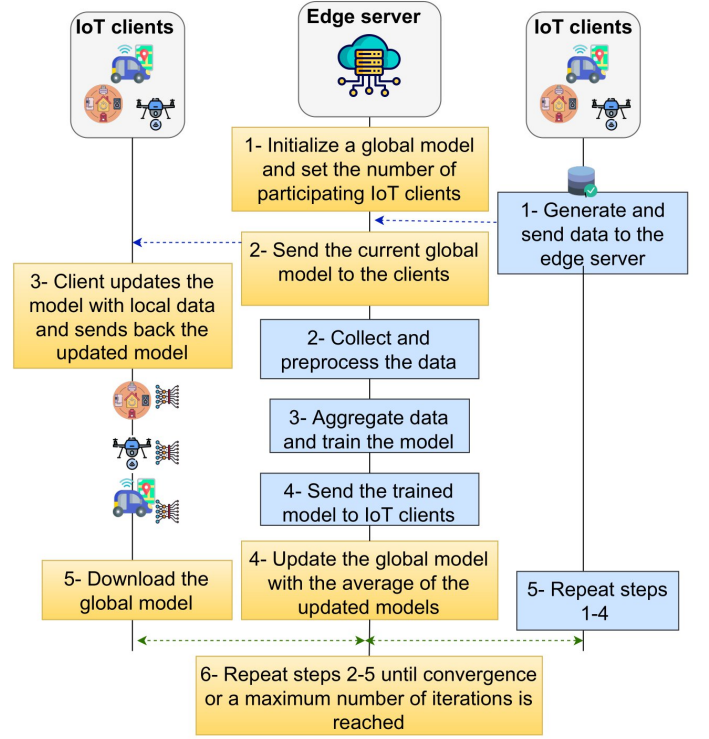 IoT clients
Edge server
IoT clients
1- Initialize a global model
and set the number of
participating IoT clients
1- Generate and
send data to the
edge server
2- Send the current global
model to the clients
3- Client updates the
model with local data
and sends back the
updated model
2- Collect and
preprocess the data
3- Aggregate data
and train the model
4- Send the trained
model to IoT clients
4- Update the global model
with the average of the
updated models
5- Download the
global model
5- Repeat steps
1-4
6- Repeat steps 2-5 until convergence
or a maximum number of iterations is
reached